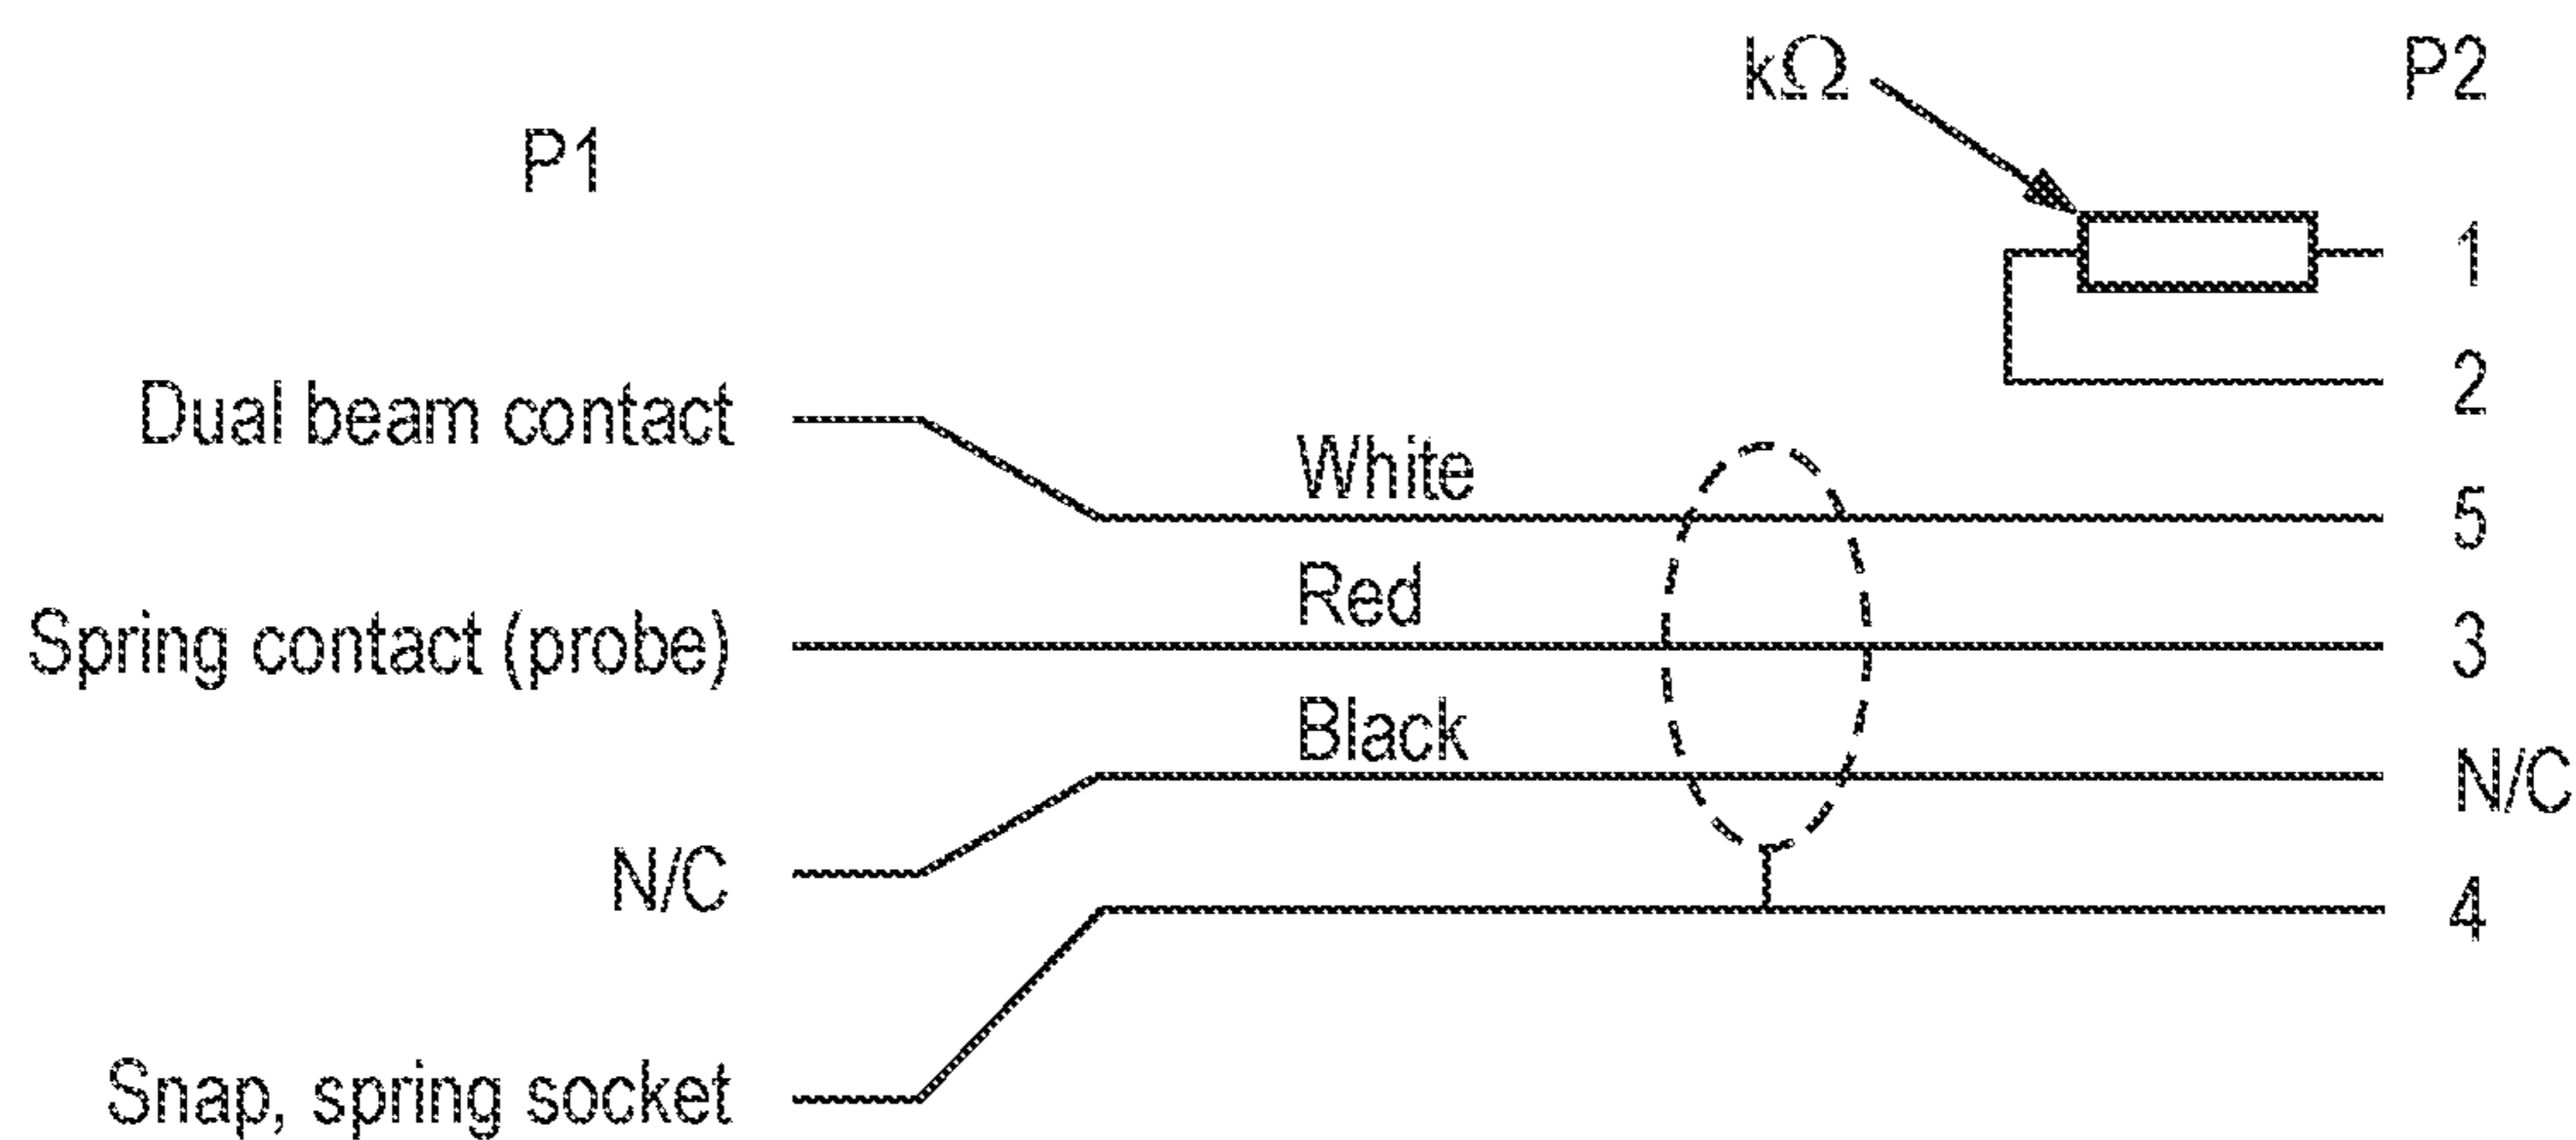 kΩ
P2
P1
1
2
Dual beam contact
White
5
Red
Spring contact (probe)
3
Black
N/C
N/C
4
Snap, spring socket